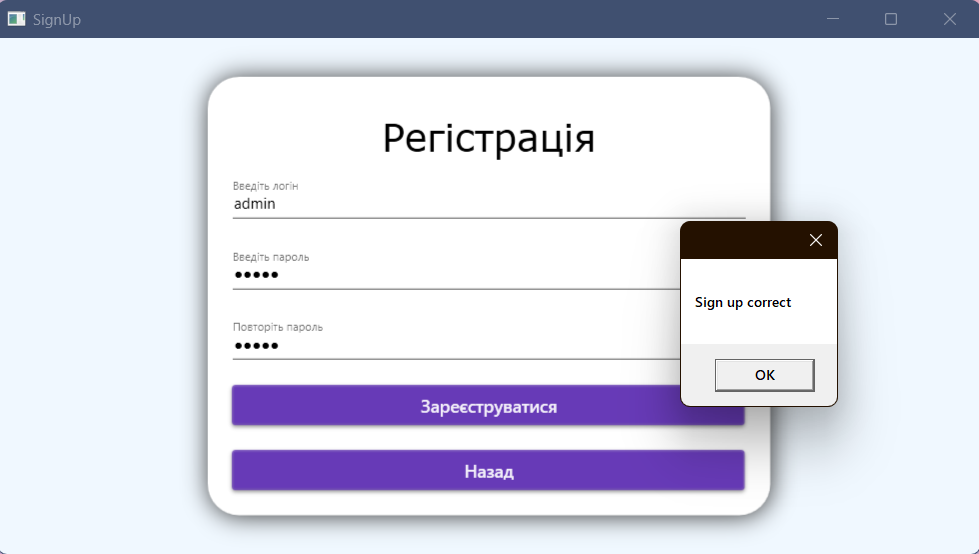 SignUp
Регістрація
Введіть логін
admin
Введіть пароль
•••••
Повторіть пароль
•••••
Sign up correct
OK
Зареєструватися
Назад